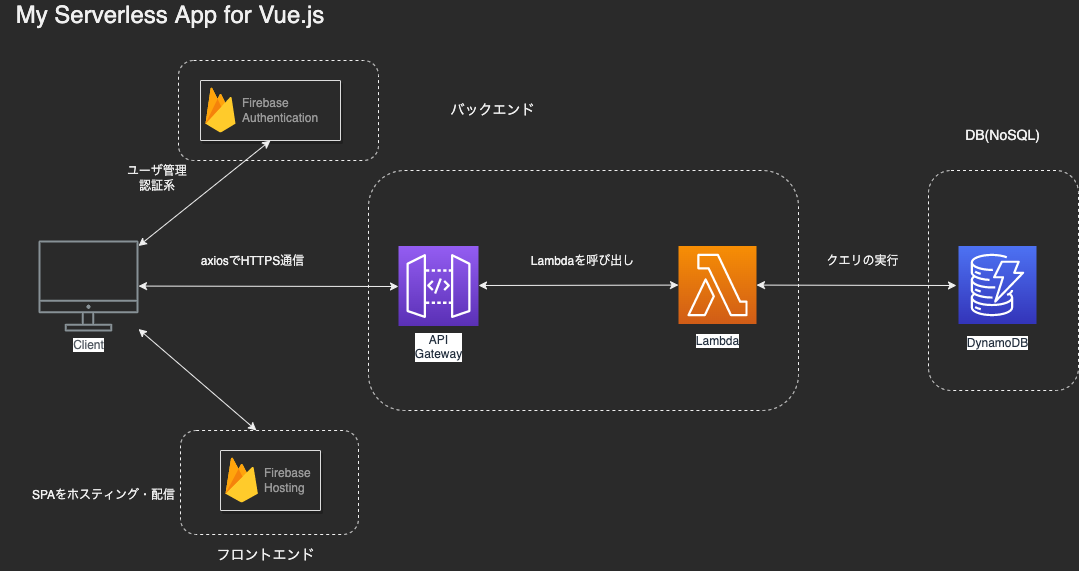 My Serverless App for Vue.js
Firebase
Authentication
バックエンド
DB(NoSQL)
ユーザ管理
認証系
axiosでHTTPS通信
Lambdaを呼び出し
クエリの実行
</>
Client
API
Gateway
Lambda
DynamoDB
Firebase
Hosting
SPAをホスティング・配信
フロントエンド